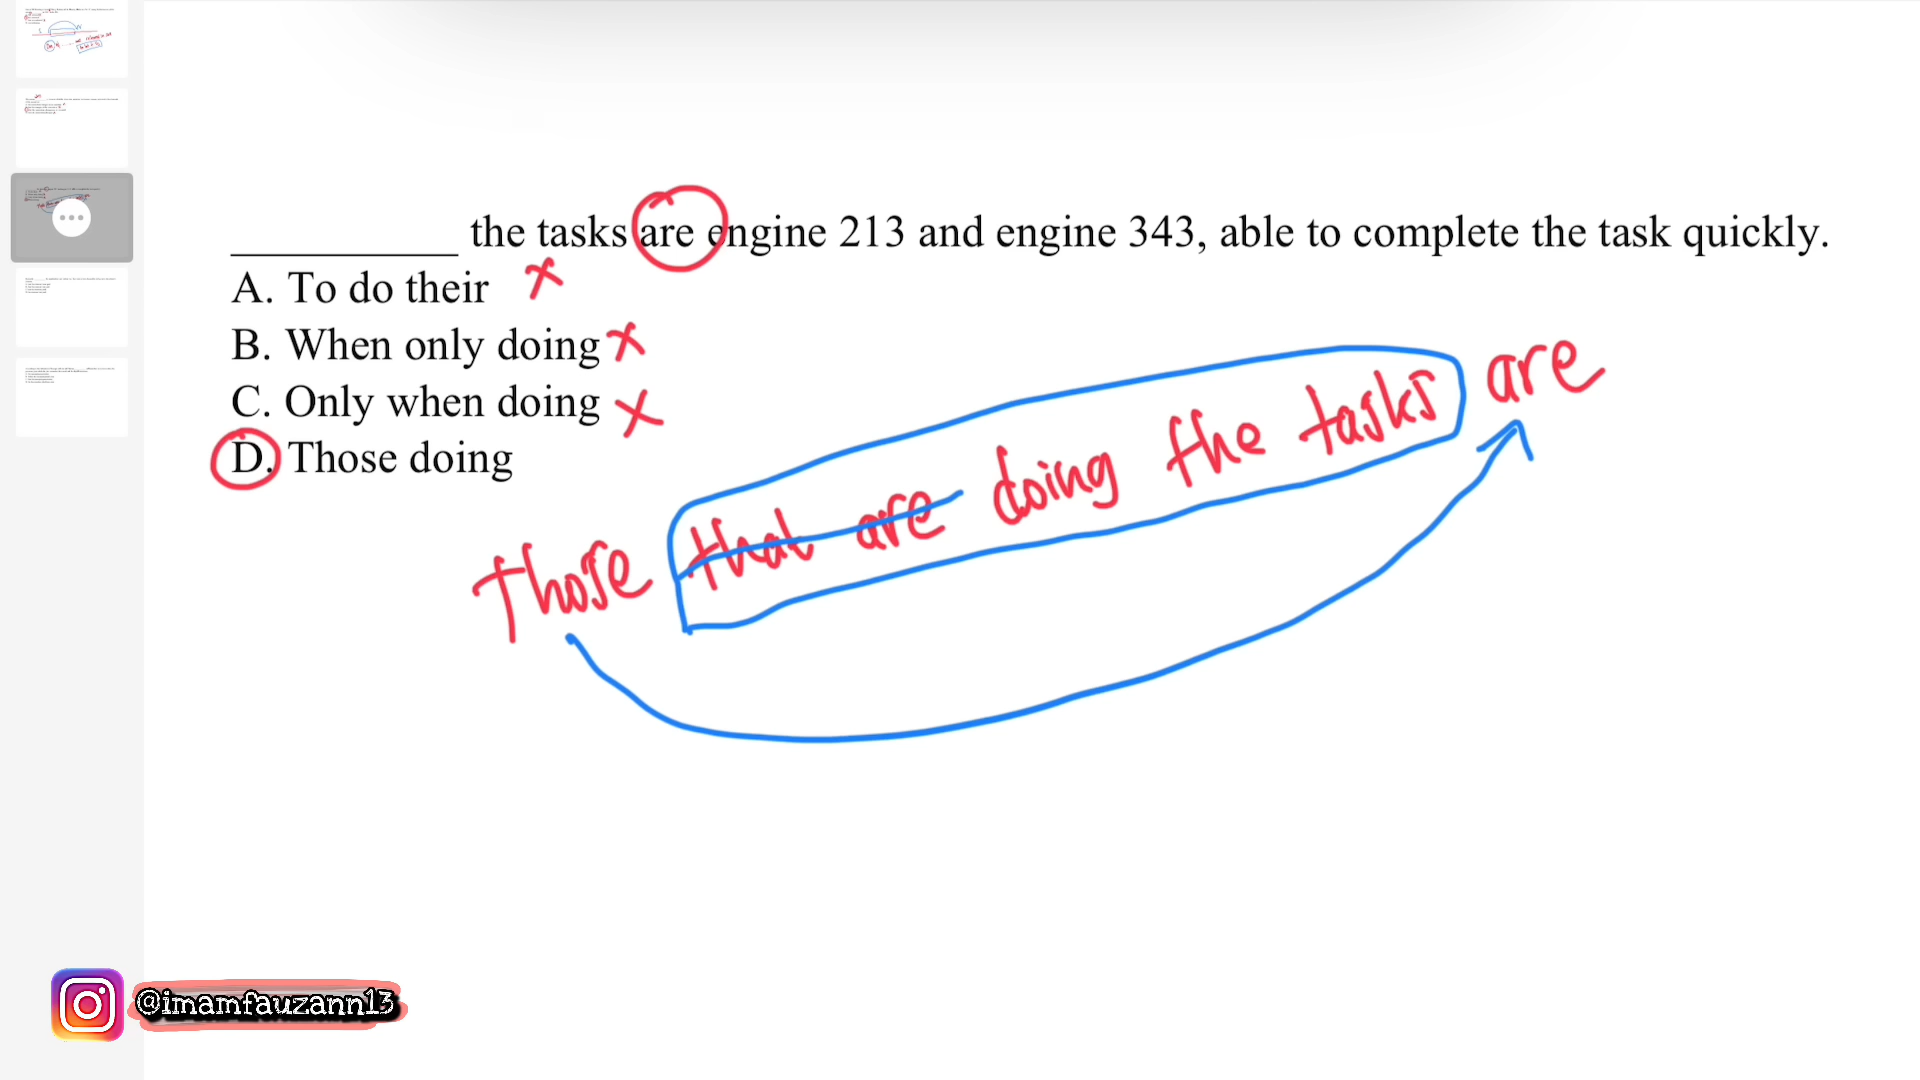 ____________ the tasks are engine 213 and engine 343, able to complete the task quickly.
A. To do their x
B. When only doing x
C. Only when doing x
D. Those doing
Those that are doing the tasks are
@imamfauzann13